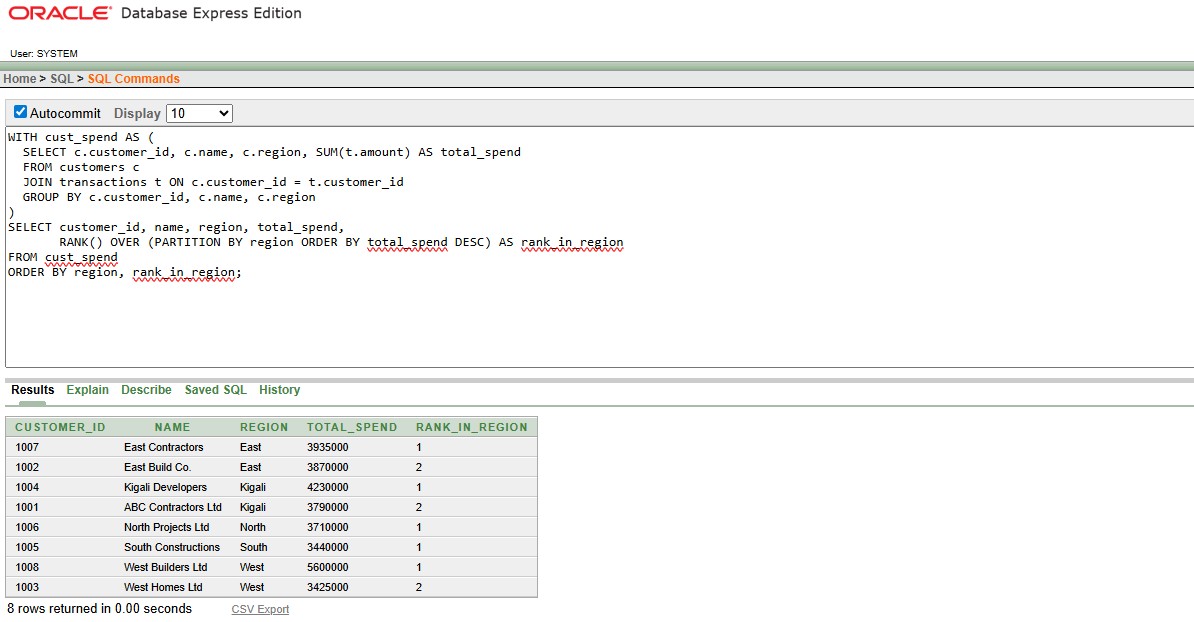 ORACLE Database Express Edition
User: SYSTEM
Home > SQL > SQL Commands
Autocommit Display 10
WITH cust_spend AS (
  SELECT c.customer_id, c.name, c.region, SUM(t.amount) AS total_spend
  FROM customers c
  JOIN transactions t ON c.customer_id = t.customer_id
  GROUP BY c.customer_id, c.name, c.region
)
SELECT customer_id, name, region, total_spend,
       RANK() OVER (PARTITION BY region ORDER BY total_spend DESC) AS rank_in_region
FROM cust_spend
ORDER BY region, rank_in_region;
Results Explain Describe Saved SQL History
CUSTOMER_ID NAME REGION TOTAL_SPEND RANK_IN_REGION
1007 East Contractors East 3935000 1
1002 East Build Co. East 3870000 2
1004 Kigali Developers Kigali 4230000 1
1001 ABC Contractors Ltd Kigali 3790000 2
1006 North Projects Ltd North 3710000 1
1005 South Constructions South 3440000 1
1008 West Builders Ltd West 5600000 1
1003 West Homes Ltd West 3425000 2
8 rows returned in 0.00 seconds CSV Export